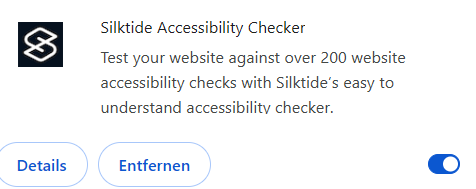 Silktide Accessibility Checker
Test your website against over 200 website
accessibility checks with Silktide's easy to
understand accessibility checker.
Details
Entfernen